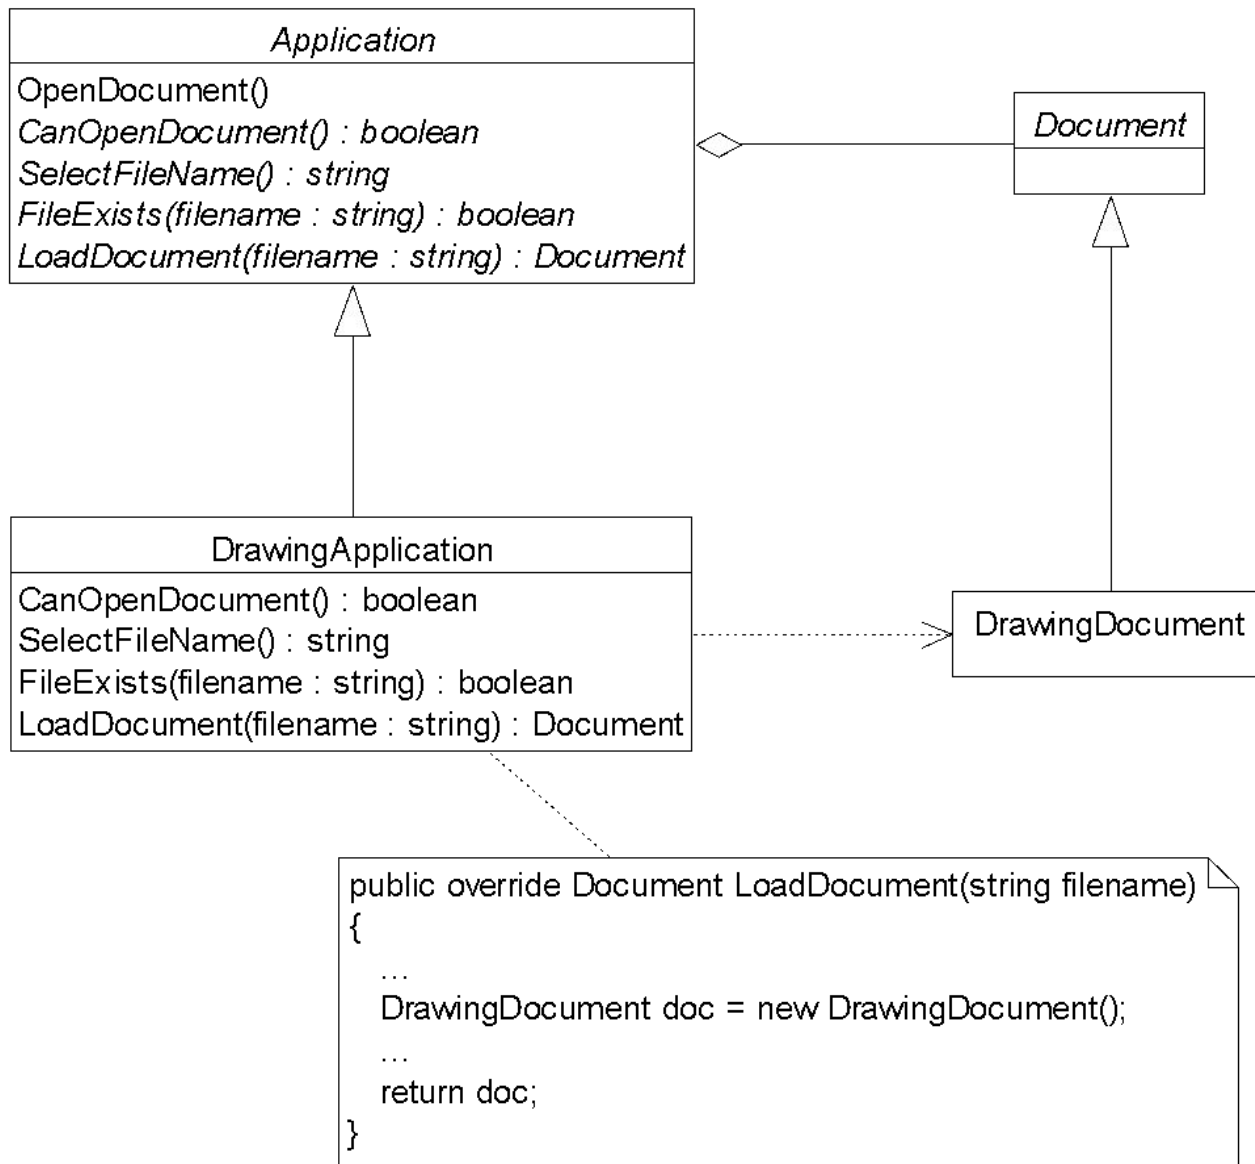 Application
OpenDocument()
CanOpenDocument() : boolean
SelectFileName() : string
FileExists(filename : string) : boolean
LoadDocument(filename : string) : Document
Document
DrawingApplication
CanOpenDocument() : boolean
SelectFileName() : string
FileExists(filename : string) : boolean
LoadDocument(filename : string) : Document
DrawingDocument
public override Document LoadDocument(string filename)
{
...
DrawingDocument doc = new DrawingDocument();
...
return doc;
}